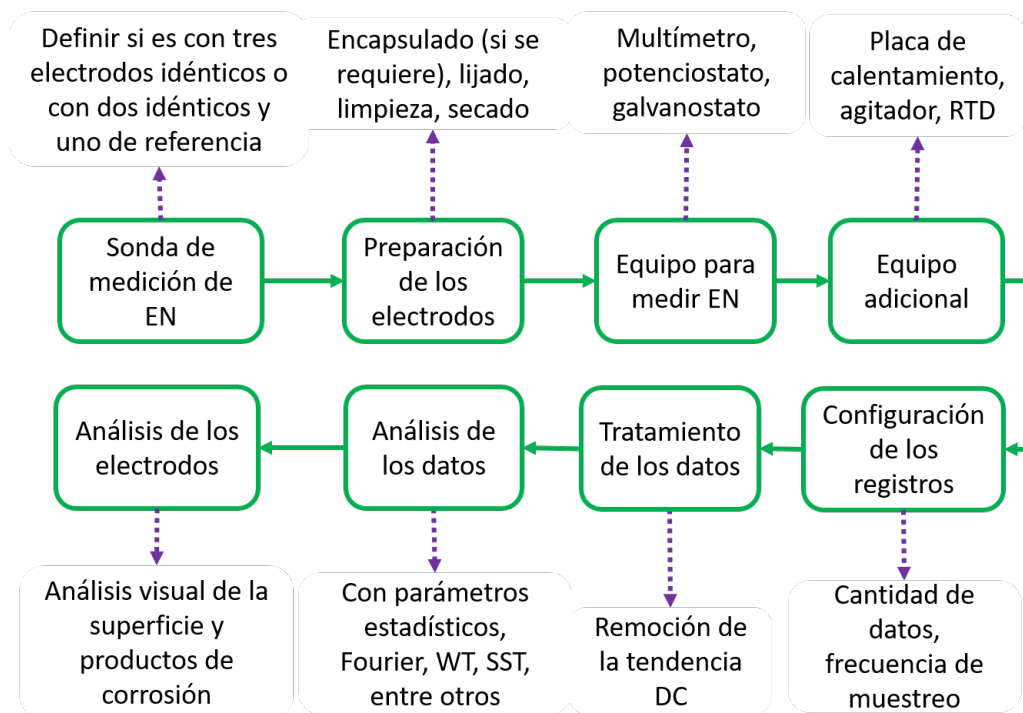 Definir si es con tres
electrodos idénticos o
con dos idénticos y
uno de referencia
Encapsulado (si se
requiere), lijado,
limpieza, secado
Multímetro,
potenciostato,
galvanostato
Placa de
calentamiento,
agitador, RTD
Sonda de
medición de
EN
Preparación
de los
electrodos
Equipo para
medir EN
Equipo
adicional
Análisis de los
electrodos
Análisis de
los datos
Tratamiento
de los datos
Configuración
de los
registros
Análisis visual de la
superficie y
productos de
corrosión
Con parámetros
estadísticos,
Fourier, WT, SST,
entre otros
Remoción de
la tendencia
DC
Cantidad de
datos,
frecuencia de
muestreo